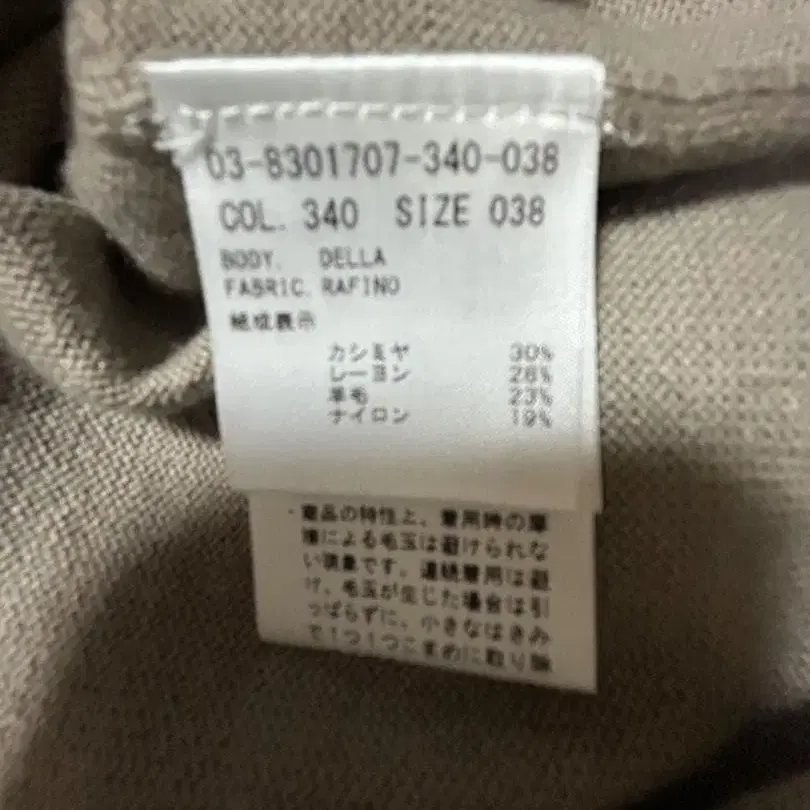 03-8301707-340-038
COL. 340 SIZE 038
BODY. DELLA
FABRIC. RAFINO
組成表示
カシミヤ 30%
レーヨン 28%
羊毛 23%
ナイロン 19%
・商品の特性上、着用時の摩
擦による毛玉は避けられな
い現象です。連続着用は避
け、毛玉が生じた場合は引
っぱらずに、小さなはさみ
で1つ1つこまめに取り除